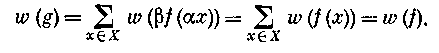 w (g) = ∑ w (βf (αx)) = ∑ w (f (x)) = w (f).
x∈X x∈X